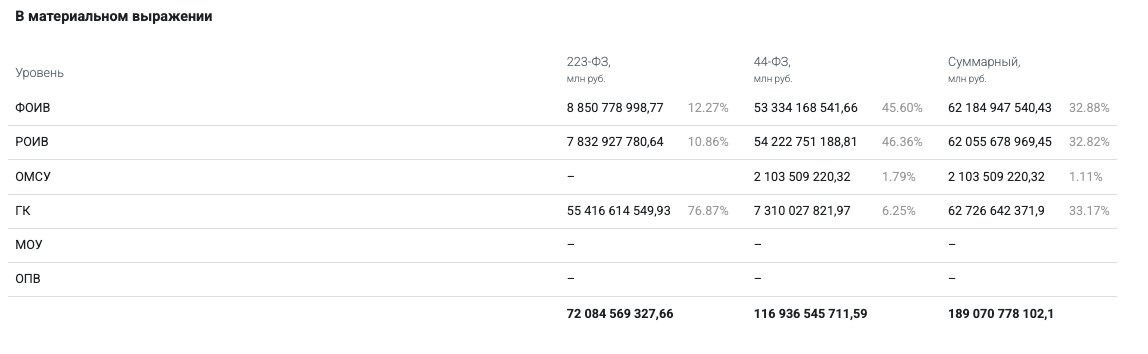 В материальном выражении
Уровень 223-ФЗ, млн руб. 44-ФЗ, млн руб. Суммарный, млн руб.
ФОИВ 8 850 778 998,77 12.27% 53 334 168 541,66 45.60% 62 184 947 540,43 32.88%
РОИВ 7 832 927 780,64 10.86% 54 222 751 188,81 46.36% 62 055 678 969,45 32.82%
ОМСУ – 2 103 509 220,32 1.79% 2 103 509 220,32 1.11%
ГК 55 416 614 549,93 76.87% 7 310 027 821,97 6.25% 62 726 642 371,9 33.17%
МОУ – – –
ОПВ – – –
72 084 569 327,66 116 936 545 711,59 189 070 778 102,1